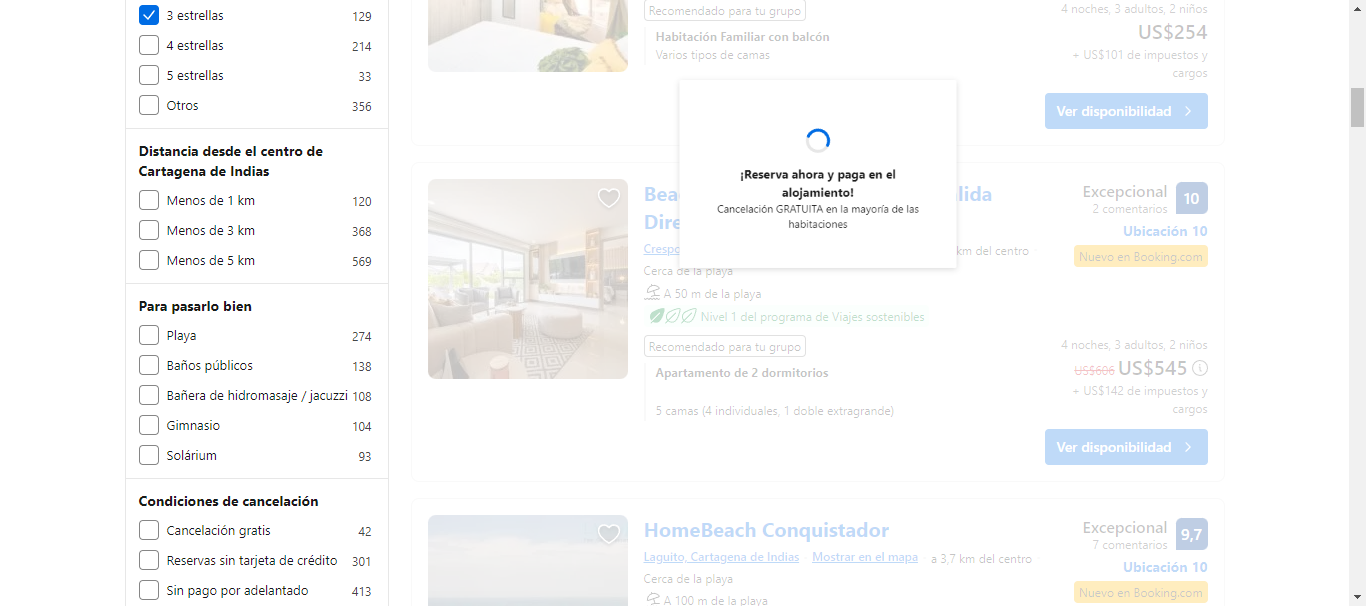 3 estrellas 129
4 estrellas 214
5 estrellas 33
Otros 356
Distancia desde el centro de
Cartagena de Indias
Menos de 1 km 120
Menos de 3 km 368
Menos de 5 km 569
Para pasarlo bien
Playa 274
Baños públicos 138
Bañera de hidromasaje / jacuzzi 108
Gimnasio 104
Solárium 93
Condiciones de cancelación
Cancelación gratis 42
Reservas sin tarjeta de crédito 301
Sin pago por adelantado 413
Recomendado para tu grupo
Habitación Familiar con balcón
Varios tipos de camas
4 noches, 3 adultos, 2 niños
US$254
+ US$101 de impuestos y
cargos
Ver disponibilidad
¡Reserva ahora y paga en el
alojamiento!
Cancelación GRATUITA en la mayoría de las
habitaciones
Excepcional 10
2 comentarios
Ubicación 10
Nuevo en Booking.com
Crespo
km del centro
Cerca de la playa
A 50 m de la playa
Nivel 1 del programa de Viajes sostenibles
Recomendado para tu grupo
Apartamento de 2 dormitorios
5 camas (4 individuales, 1 doble extragrande)
4 noches, 3 adultos, 2 niños
US$606 US$545
+ US$142 de impuestos y
cargos
Ver disponibilidad
HomeBeach Conquistador
Laguito, Cartagena de Indias Mostrar en el mapa a 3,7 km del centro
Cerca de la playa
A 100 m de la playa
Excepcional 9,7
7 comentarios
Ubicación 10
Nuevo en Booking.com